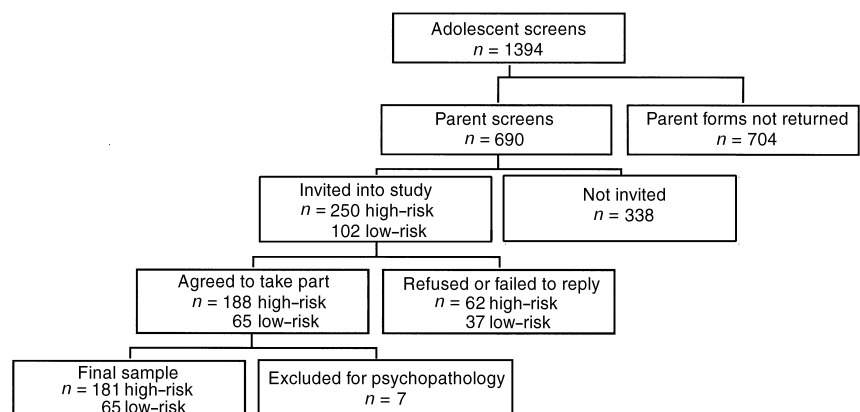 Adolescent screens
n = 1394
Parent screens
n = 690
Parent forms not returned
n = 704
Invited into study
n = 250 high–risk
102 low–risk
Not invited
n = 338
Agreed to take part
n = 188 high–risk
65 low–risk
Refused or failed to reply
n = 62 high–risk
37 low–risk
Final sample
n = 181 high–risk
65 low–risk
Excluded for psychopathology
n = 7